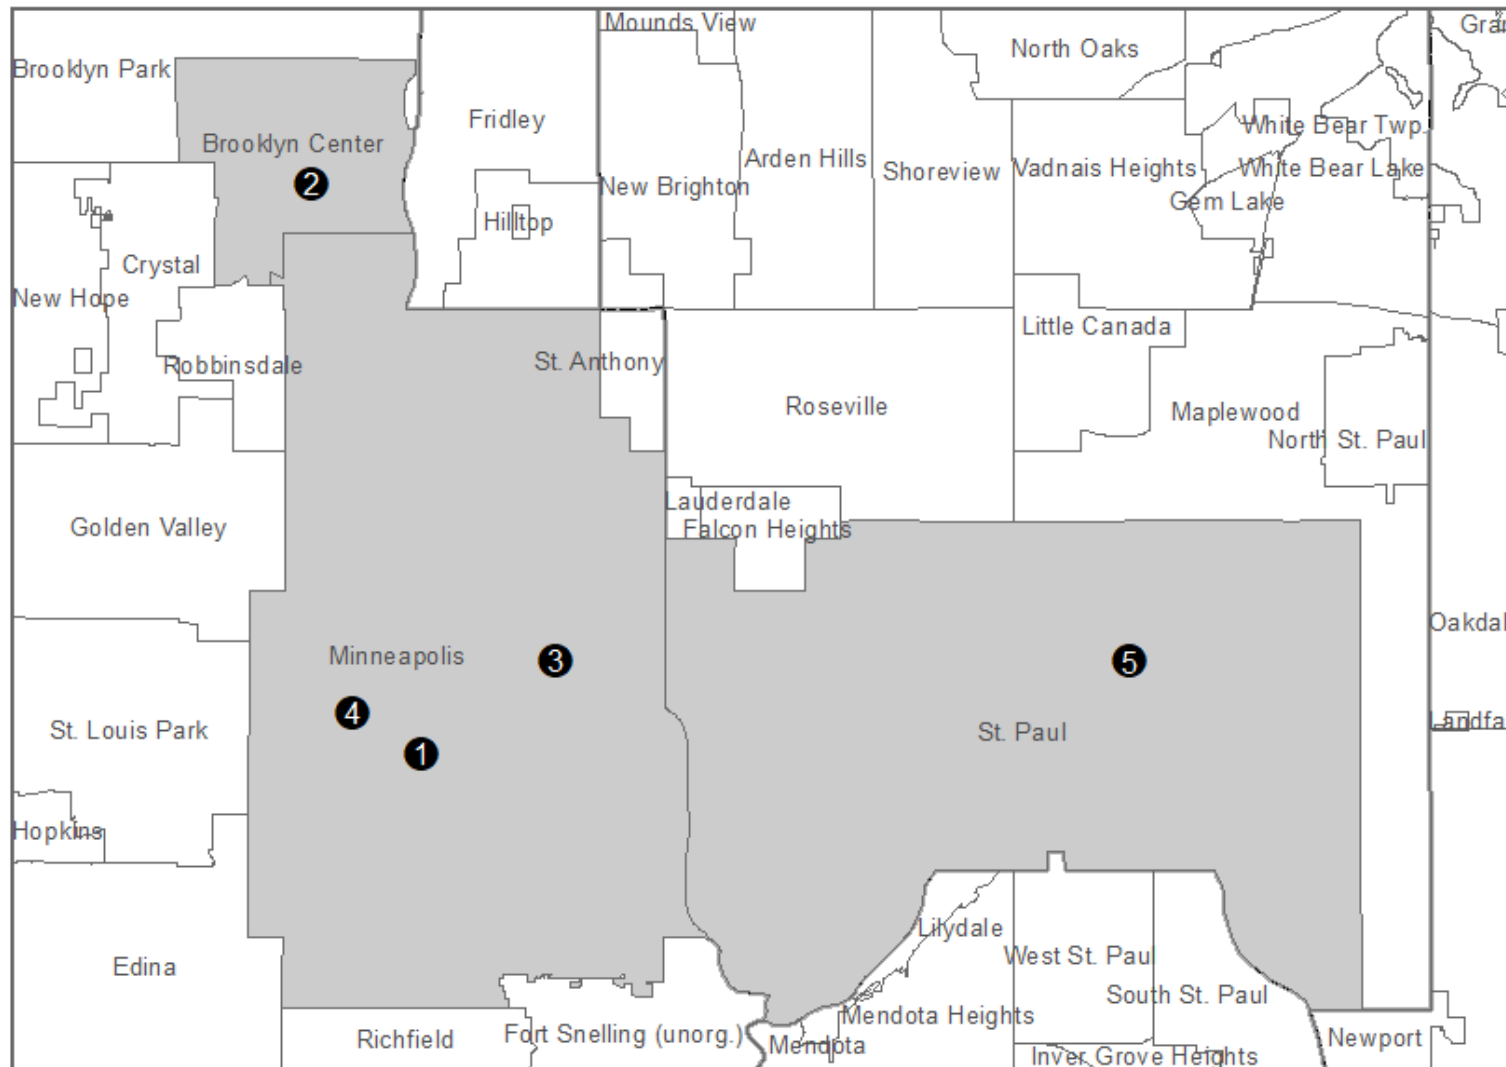 Mounds View
Gran
North Oaks
Brooklyn Park
Fridley
White Bear Twp.
Brooklyn Center
Arden Hills
Shoreview
Vadnais Heights
White Bear Lake
2
New Brighton
Gem Lake
Hilltop
Crystal
New Hope
Little Canada
St. Anthony
Robbinsdale
Roseville
Maplewood
North St. Paul
Lauderdale
Golden Valley
Falcon Heights
Oakdal
Minneapolis
3
5
4
St. Louis Park
St. Paul
Landfa
1
Hopkins
Lilydale
West St. Paul
Edina
South St. Paul
Mendota Heights
Fort Snelling (unorg.)
Richfield
Mendota
Newport
Inver Grove Heights